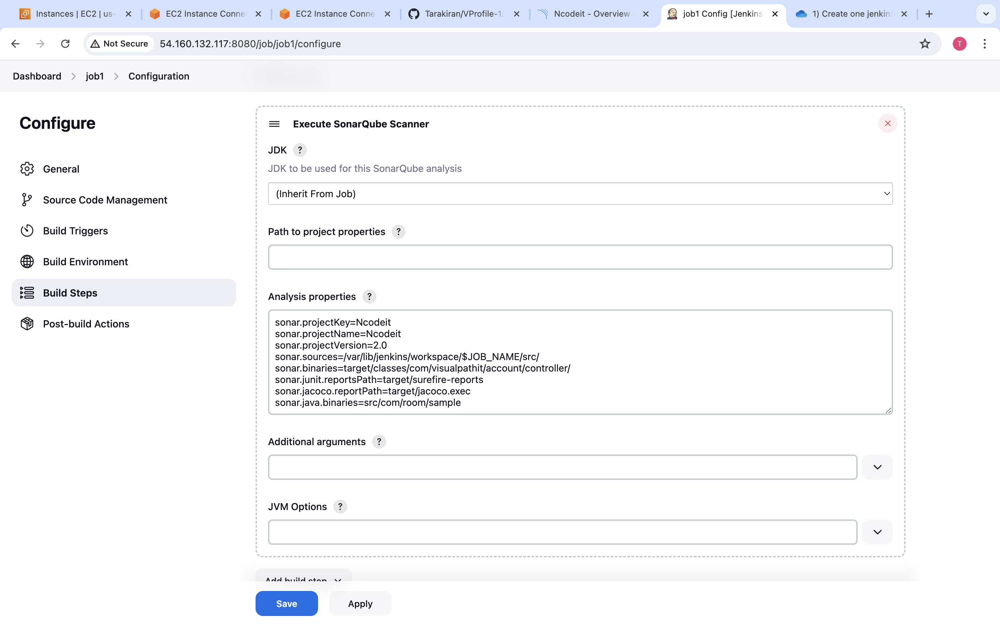 Instances | EC2 | us-
EC2 Instance Conne
EC2 Instance Conne
Tarakiran/VProfile-1:
Ncodeit - Overview
job1 Config [Jenkins
1) Create one jenkins
Not Secure
54.160.132.117:8080/job/job1/configure
T
Dashboard
job1
Configuration
Configure
General
Source Code Management
Build Triggers
Build Environment
Build Steps
Post-build Actions
Execute SonarQube Scanner
JDK ?
JDK to be used for this SonarQube analysis
(Inherit From Job)
Path to project properties ?
Analysis properties ?
sonar.projectKey=Ncodeit
sonar.projectName=Ncodeit
sonar.projectVersion=2.0
sonar.sources=/var/lib/jenkins/workspace/$JOB_NAME/src/
sonar.binaries=target/classes/com/visualpathit/account/controller/
sonar.junit.reportsPath=target/surefire-reports
sonar.jacoco.reportPath=target/jacoco.exec
sonar.java.binaries=src/com/room/sample
Additional arguments ?
JVM Options ?
Add build step
Save
Apply